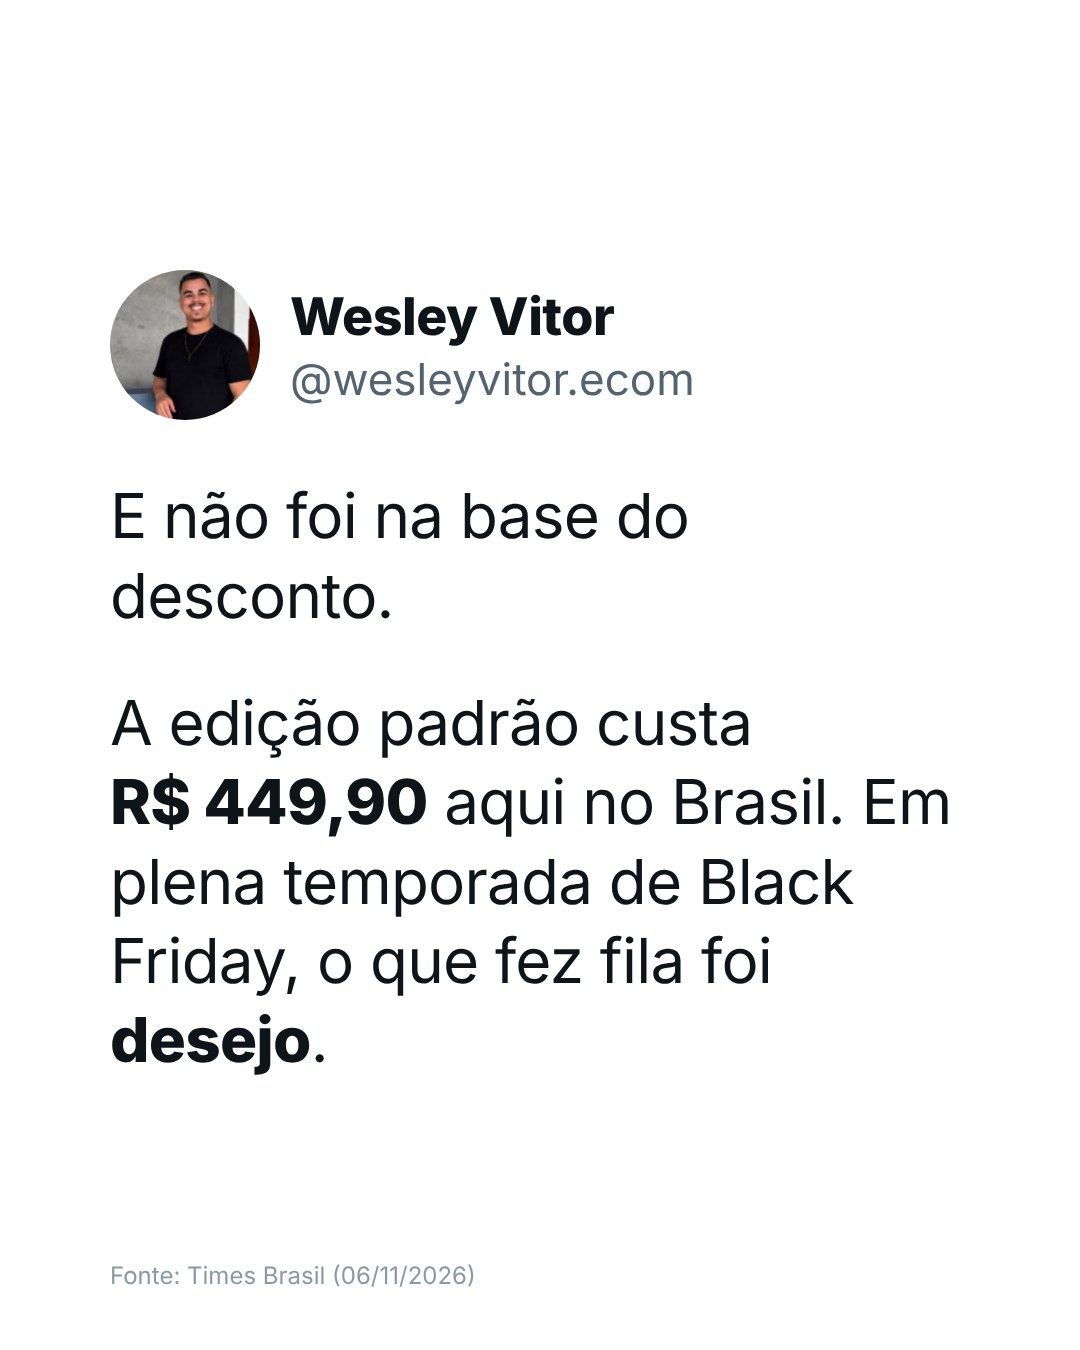 Wesley Vitor
@wesleyvitor.ecom
E não foi na base do
desconto.
A edição padrão custa
R$ 449,90 aqui no Brasil. Em
plena temporada de Black
Friday, o que fez fila foi
desejo.
Fonte: Times Brasil (06/11/2026)